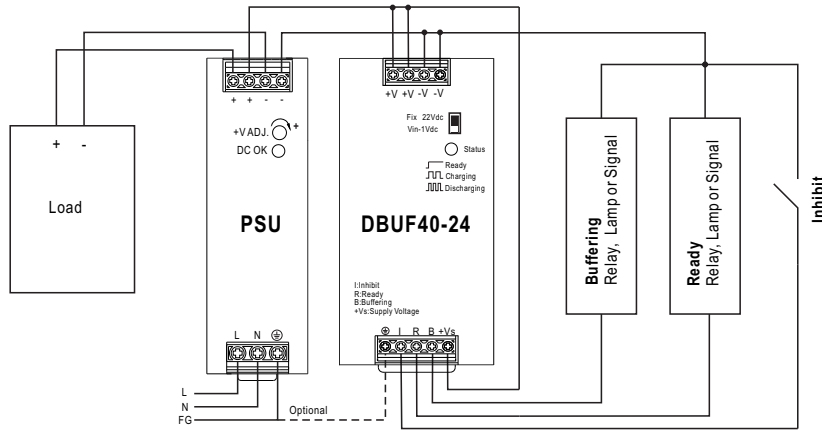 + + - -
+V +V -V -V
+V ADJ. +
DC OK
Fix 22Vdc
Vin-1Vdc
Status
Ready
Charging
Discharging
+ -
Load
PSU
DBUF40-24
Buffering
Relay, Lamp or Signal
Ready
Relay, Lamp or Signal
Inhibit
I:Inhibit
R:Ready
B:Buffering
+Vs:Supply Voltage
L N
I R B +Vs
L
N
FG
Optional